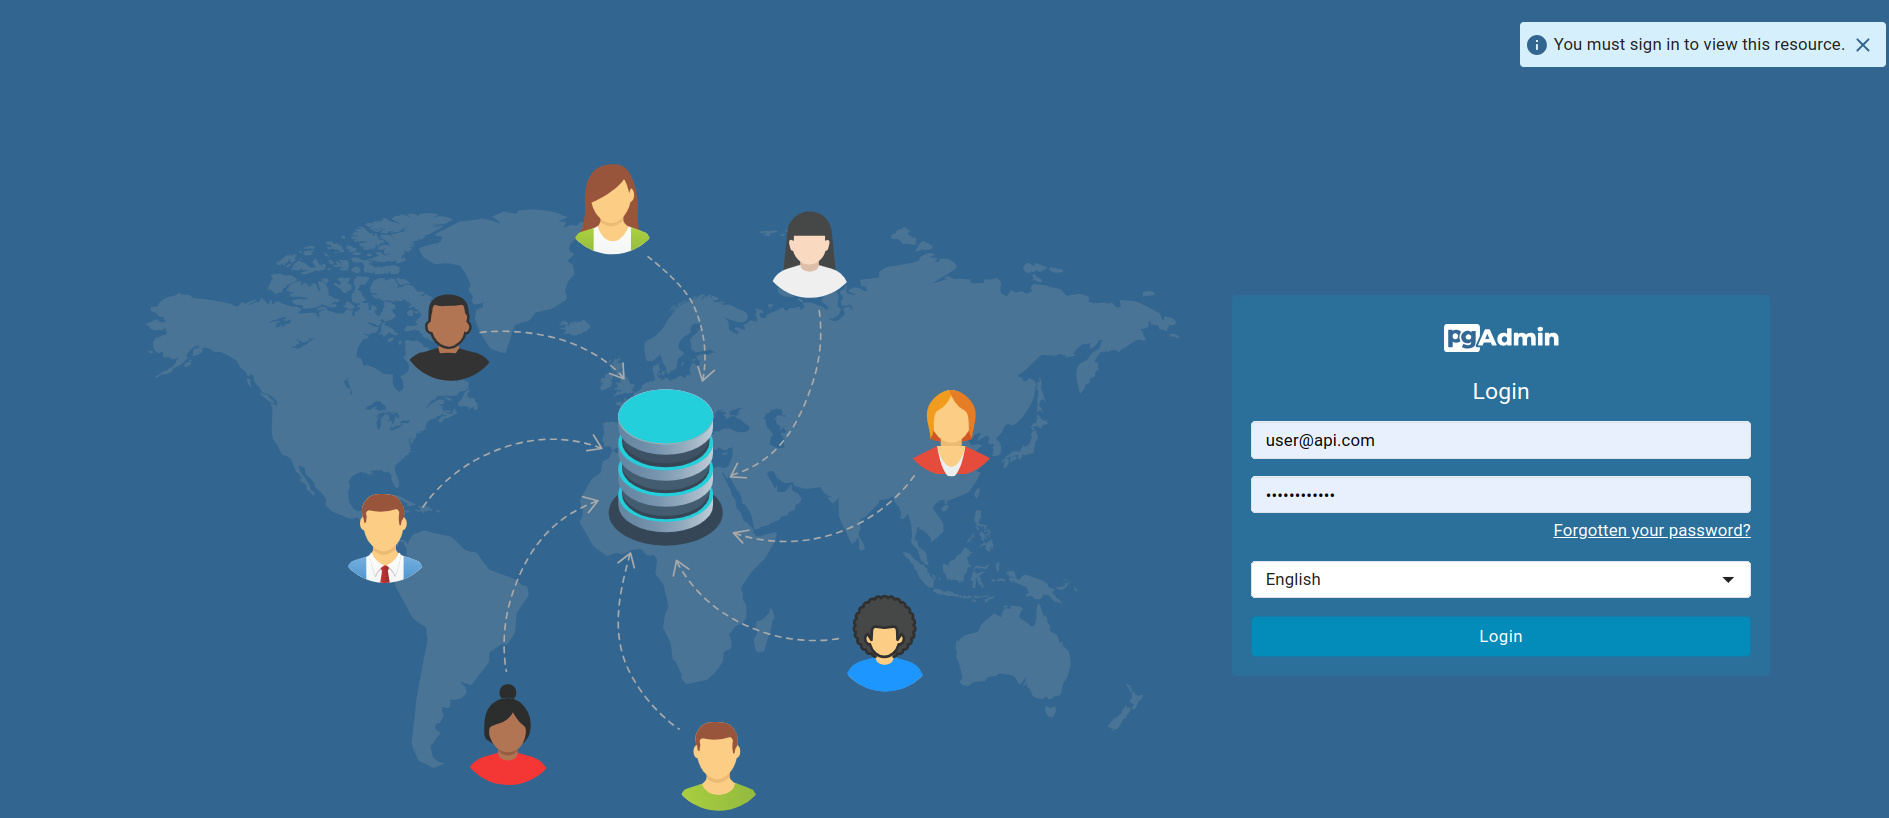 You must sign in to view this resource.
pgAdmin
Login
user@api.com
••••••••••••
Forgotten your password?
English
Login